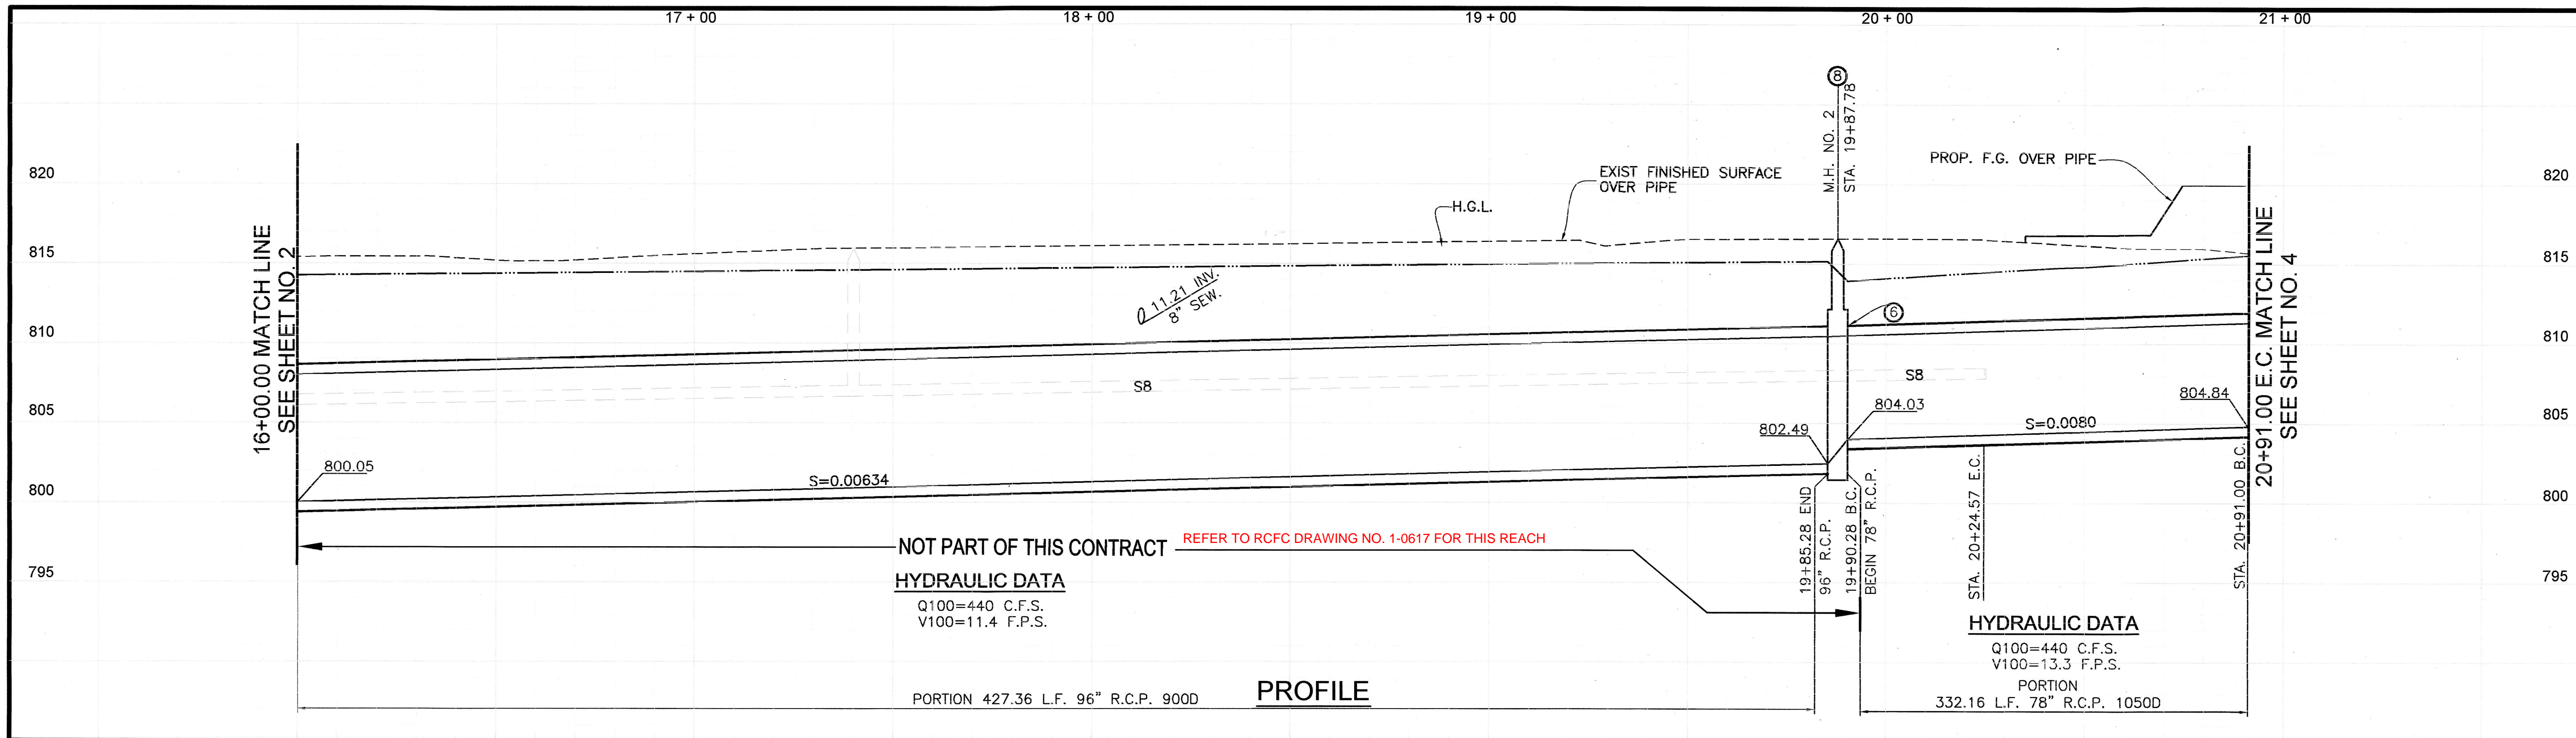 17 + 00
18 + 00
19 + 00
20 + 00
21 + 00
8
M.H. NO. 2
STA. 19+87.78
PROP. F.G. OVER PIPE
EXIST FINISHED SURFACE
OVER PIPE
H.G.L.
820
820
815
815
810
810
805
805
800
800
795
795
16+00.00 MATCH LINE
SEE SHEET NO. 2
11.21 INV.
8" SEW.
6
S8
S8
800.05
S=0.00634
802.49
804.03
S=0.0080
804.84
20+91.00 E.C. MATCH LINE
SEE SHEET NO. 4
NOT PART OF THIS CONTRACT
REFER TO RCFC DRAWING NO. 1-0617 FOR THIS REACH
19+85.28 END
96" R.C.P.
19+90.28 B.C.
BEGIN 78" R.C.P.
STA. 20+24.57 E.C.
STA. 20+91.00 B.C.
HYDRAULIC DATA
Q100=440 C.F.S.
V100=11.4 F.P.S.
HYDRAULIC DATA
Q100=440 C.F.S.
V100=13.3 F.P.S.
PORTION 427.36 L.F. 96" R.C.P. 900D
PROFILE
PORTION
332.16 L.F. 78" R.C.P. 1050D